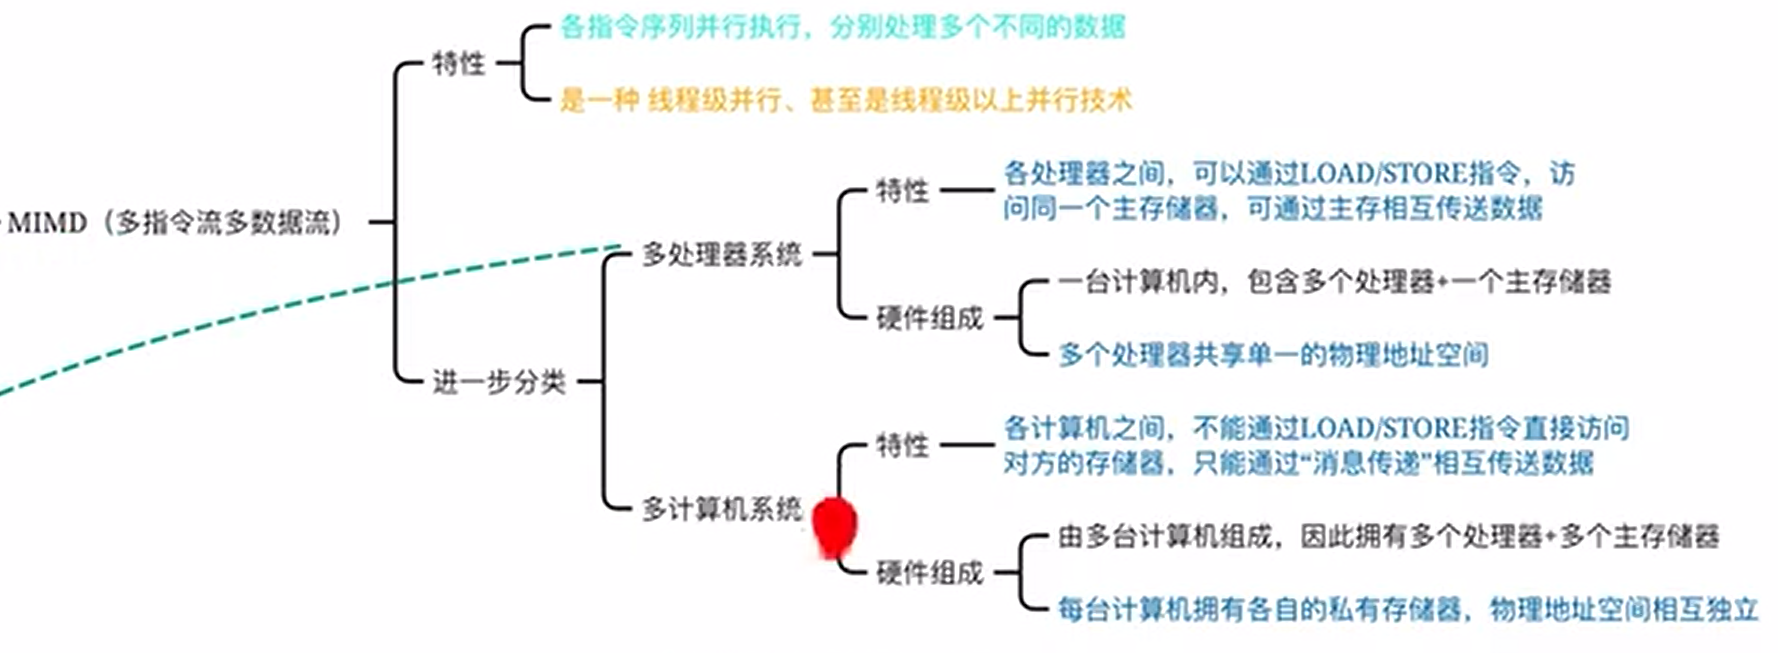 各指令序列并行执行，分别处理多个不同的数据
特性
是一种 线程级并行、甚至是线程级以上并行技术
各处理器之间，可以通过LOAD/STORE指令，访
问同一个主存储器，可通过主存相互传送数据
特性
MIMD（多指令流多数据流）
多处理器系统
一台计算机内，包含多个处理器+一个主存储器
硬件组成
多个处理器共享单一的物理地址空间
进一步分类
各计算机之间，不能通过LOAD/STORE指令直接访问
对方的存储器，只能通过“消息传递”相互传送数据
特性
多计算机系统
由多台计算机组成，因此拥有多个处理器+多个主存储器
硬件组成
每台计算机拥有各自的私有存储器，物理地址空间相互独立